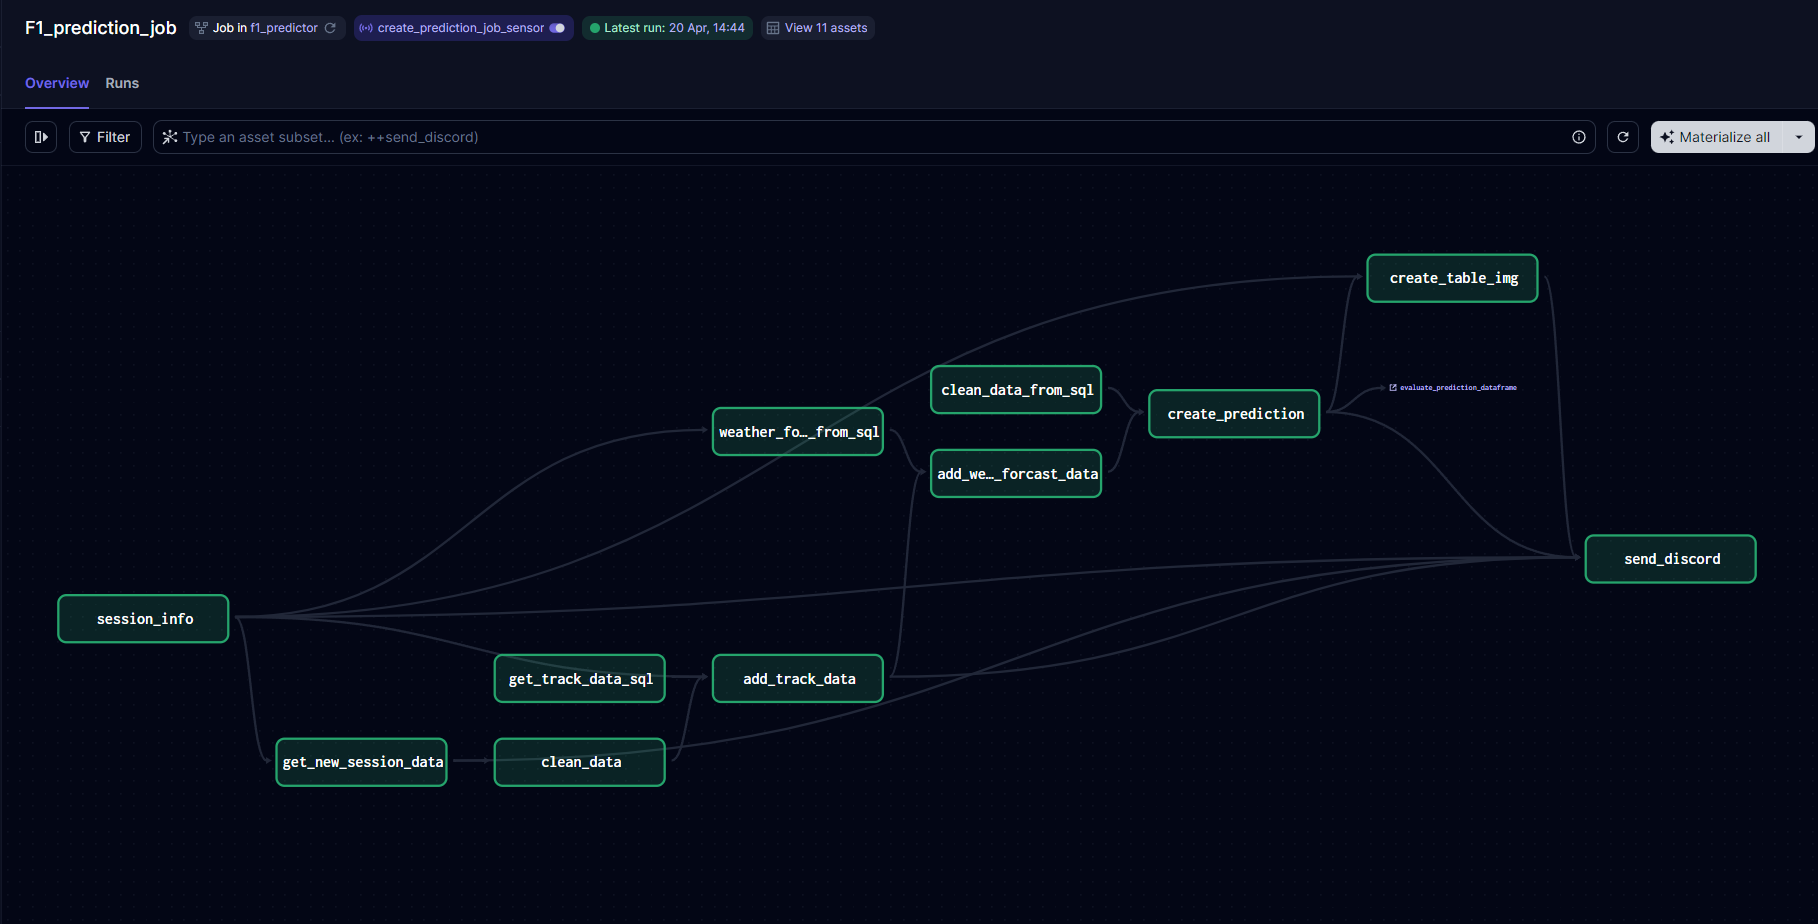 F1_prediction_job Job in f1_predictor create_prediction_job_sensor Latest run: 20 Apr, 14:44 View 11 assets
Overview Runs
Filter Type an asset subset… (ex: ++send_discord) Materialize all
create_table_img
evaluate_prediction_dataframe
clean_data_from_sql
create_prediction
weather_fo…_from_sql
add_we…_forcast_data
send_discord
session_info
get_track_data_sql
add_track_data
get_new_session_data
clean_data